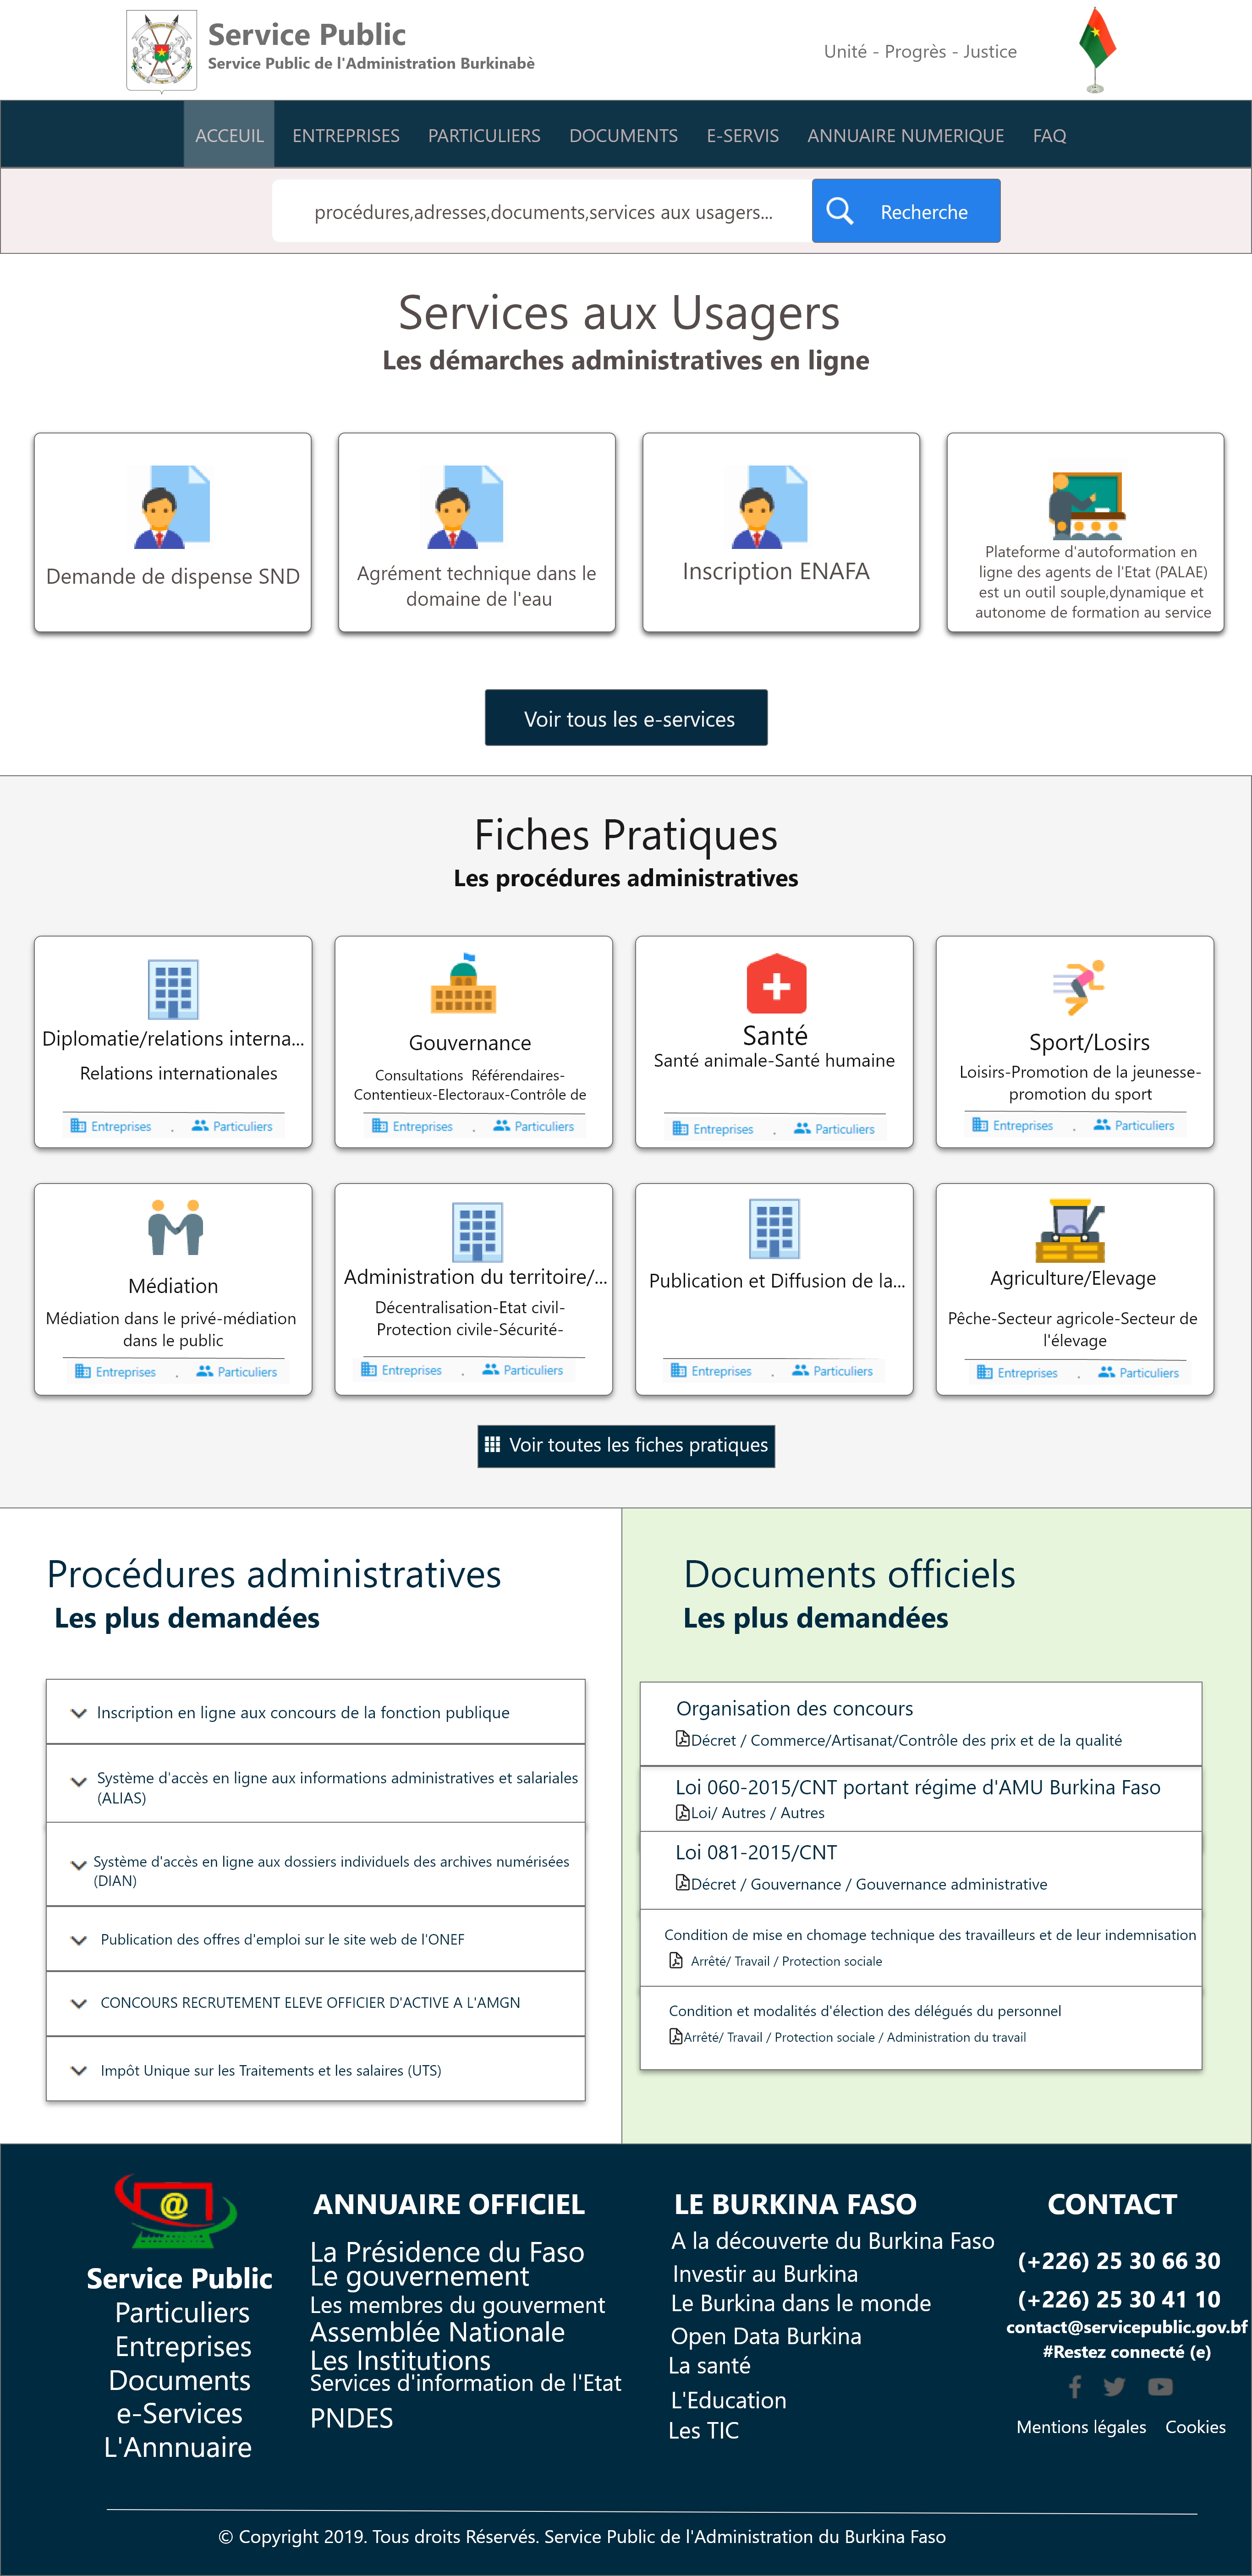 Service Public
Service Public de l'Administration Burkinabè
Unité - Progrès - Justice
ACCEUIL
ENTREPRISES
PARTICULIERS
DOCUMENTS
E-SERVIS
ANNUAIRE NUMERIQUE
FAQ
procédures,adresses,documents,services aux usagers...
Recherche
Services aux Usagers
Les démarches administratives en ligne
Demande de dispense SND
Agrément technique dans le
domaine de l'eau
Inscription ENAFA
Plateforme d'autoformation en
ligne des agents de l'Etat (PALAE)
est un outil souple,dynamique et
autonome de formation au service
Voir tous les e-services
Fiches Pratiques
Les procédures administratives
Diplomatie/relations interna...
Relations internationales
Entreprises . Particuliers
Gouvernance
Consultations Référendaires-
Contentieux-Electoraux-Contrôle de
Entreprises . Particuliers
Santé
Santé animale-Santé humaine
Entreprises . Particuliers
Sport/Losirs
Loisirs-Promotion de la jeunesse-
promotion du sport
Entreprises . Particuliers
Médiation
Médiation dans le privé-médiation
dans le public
Entreprises . Particuliers
Administration du territoire/...
Décentralisation-Etat civil-
Protection civile-Sécurité-
Entreprises . Particuliers
Publication et Diffusion de la...
Entreprises . Particuliers
Agriculture/Elevage
Pêche-Secteur agricole-Secteur de
l'élevage
Entreprises . Particuliers
Voir toutes les fiches pratiques
Procédures administratives
Les plus demandées
Inscription en ligne aux concours de la fonction publique
Système d'accès en ligne aux informations administratives et salariales
(ALIAS)
Système d'accès en ligne aux dossiers individuels des archives numérisées
(DIAN)
Publication des offres d'emploi sur le site web de l'ONEF
CONCOURS RECRUTEMENT ELEVE OFFICIER D'ACTIVE A L'AMGN
Impôt Unique sur les Traitements et les salaires (UTS)
Documents officiels
Les plus demandées
Organisation des concours
Décret / Commerce/Artisanat/Contrôle des prix et de la qualité
Loi 060-2015/CNT portant régime d'AMU Burkina Faso
Loi/ Autres / Autres
Loi 081-2015/CNT
Décret / Gouvernance / Gouvernance administrative
Condition de mise en chomage technique des travailleurs et de leur indemnisation
Arrêté/ Travail / Protection sociale
Condition et modalités d'élection des délégués du personnel
Arrêté/ Travail / Protection sociale / Administration du travail
@
Service Public
Particuliers
Entreprises
Documents
e-Services
L'Annnuaire
ANNUAIRE OFFICIEL
La Présidence du Faso
Le gouvernement
Les membres du gouverment
Assemblée Nationale
Les Institutions
Services d'information de l'Etat
PNDES
LE BURKINA FASO
A la découverte du Burkina Faso
Investir au Burkina
Le Burkina dans le monde
Open Data Burkina
La santé
L'Education
Les TIC
CONTACT
(+226) 25 30 66 30
(+226) 25 30 41 10
contact@servicepublic.gov.bf
#Restez connecté (e)
Mentions légales
Cookies
© Copyright 2019. Tous droits Réservés. Service Public de l'Administration du Burkina Faso